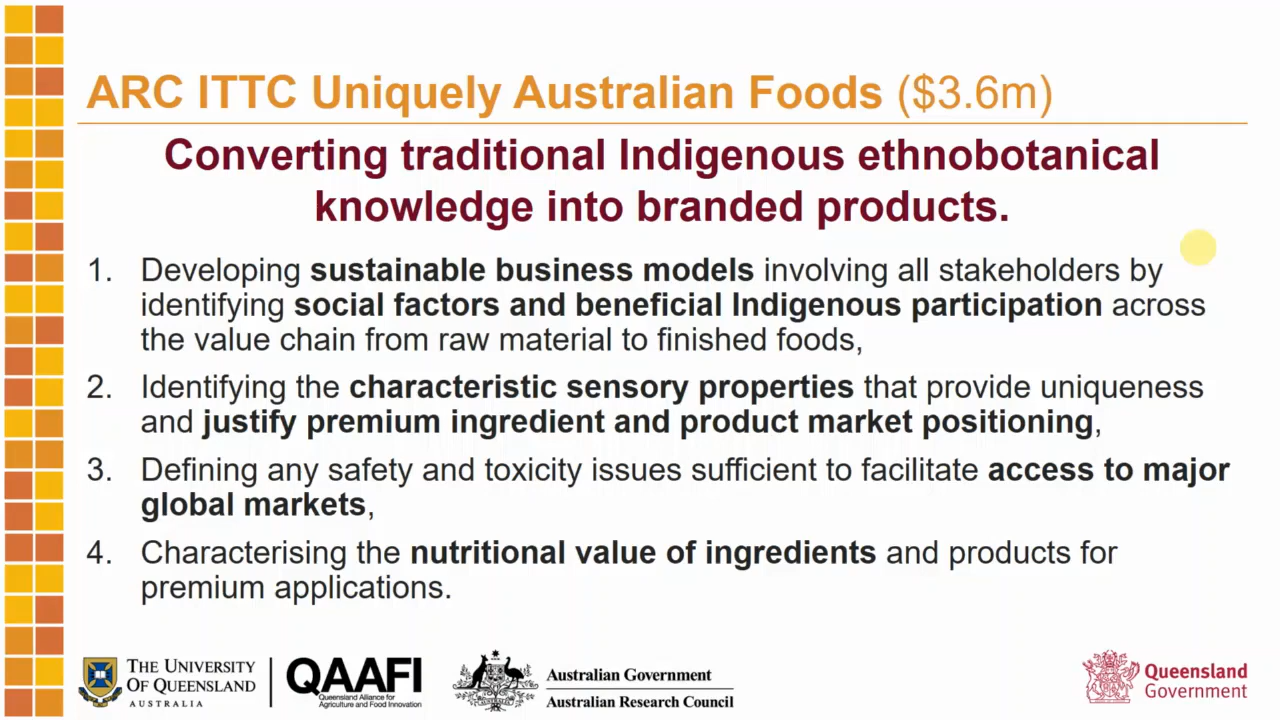 ARC ITTC Uniquely Australian Foods ($3.6m)
Converting traditional Indigenous ethnobotanical
knowledge into branded products.
1. Developing sustainable business models involving all stakeholders by
identifying social factors and beneficial Indigenous participation across
the value chain from raw material to finished foods,
2. Identifying the characteristic sensory properties that provide uniqueness
and justify premium ingredient and product market positioning,
3. Defining any safety and toxicity issues sufficient to facilitate access to major
global markets,
4. Characterising the nutritional value of ingredients and products for
premium applications.
THE UNIVERSITY
OF QUEENSLAND
AUSTRALIA
QAAFI
Queensland Alliance for
Agriculture and Food Innovation
Australian Government
Australian Research Council
Queensland
Government